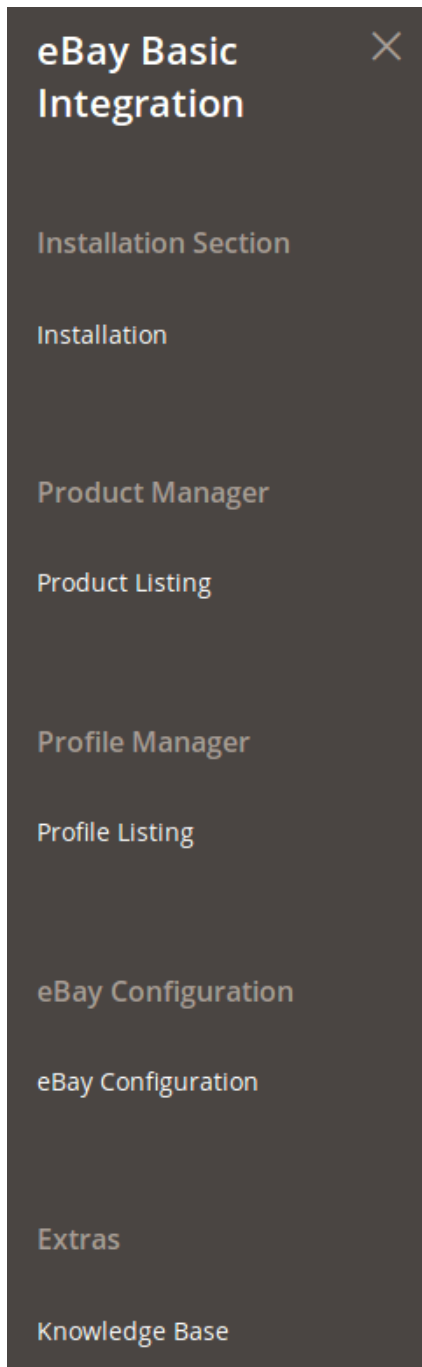 eBay Basic
Integration
Installation Section
Installation
Product Manager
Product Listing
Profile Manager
Profile Listing
eBay Configuration
eBay Configuration
Extras
Knowledge Base